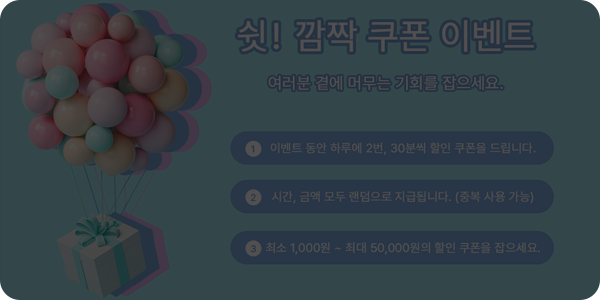 쉿! 깜짝 쿠폰 이벤트
여러분 곁에 머무는 기회를 잡으세요.
1 이벤트 동안 하루에 2번, 30분씩 할인 쿠폰을 드립니다.
2 시간, 금액 모두 랜덤으로 지급됩니다. (중복 사용 가능)
3 최소 1,000원 ~ 최대 50,000원의 할인 쿠폰을 잡으세요.